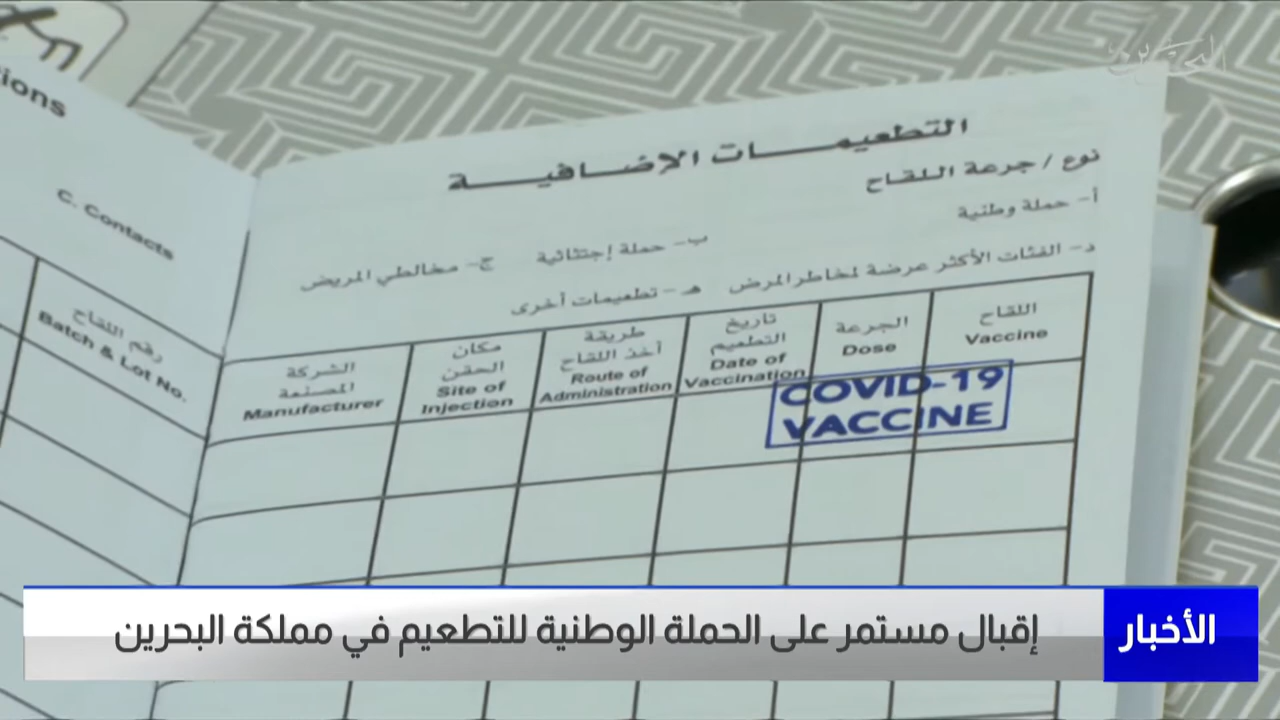 البحرين
ions
C. Contacts
رقم اللقاح
Batch & Lot No.
التطعيمات الإضافية
نوع / جرعة اللقاح
أ- حملة وطنية
ب- حملة إجتثائية ج- مخالطي المريض
د- الفئات الأكثر عرضة لمخاطر المرض هـ- تطعيمات أخرى
اللقاح
Vaccine
الجرعة
Dose
تاريخ
التطعيم
Date of
Vaccination
طريقة
أخذ اللقاح
Route of
Administration
مكان
الحقن
Site of
Injection
الشركة
المصنعة
Manufacturer
COVID-19
VACCINE
الأخبار
إقبال مستمر على الحملة الوطنية للتطعيم في مملكة البحرين